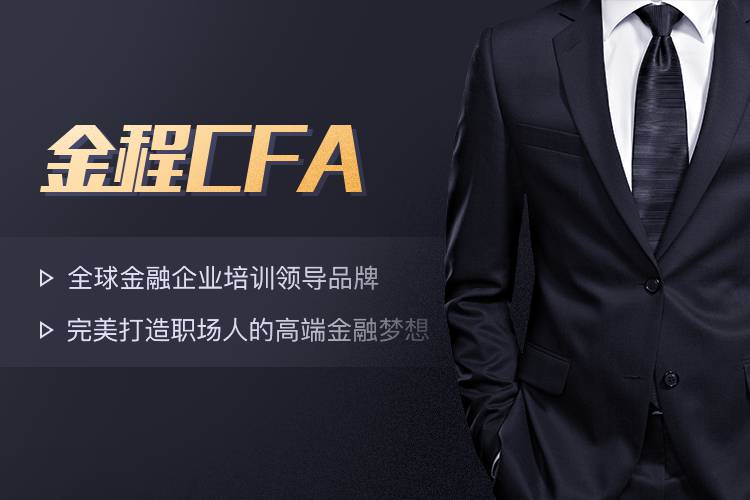 金程CFA
全球金融企业培训领导品牌
完美打造职场人的高端金融梦想